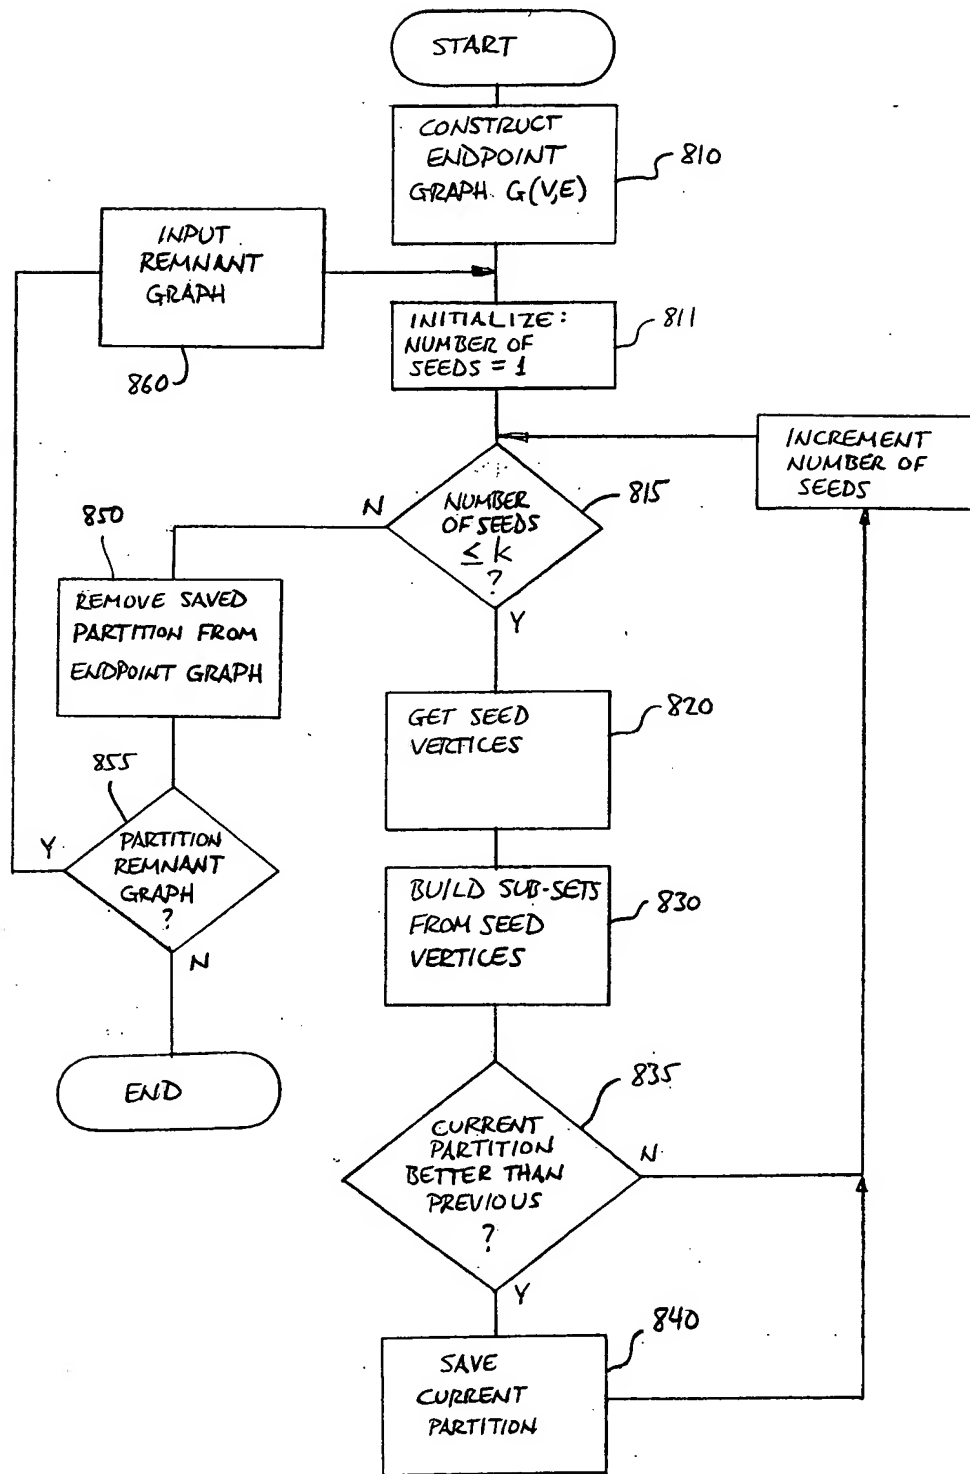 START
CONSTRUCT
ENDPOINT
GRAPH G(V,E)
810
INPUT
REMNANT
GRAPH
860
INITIALIZE:
NUMBER OF
SEEDS = 1
811
INCREMENT
NUMBER OF
SEEDS
NUMBER
OF SEEDS
≤ k
?
815
N
Y
850
REMOVE SAVED
PARTITION FROM
ENDPOINT GRAPH
GET SEED
VERTICES
820
855
PARTITION
REMNANT
GRAPH
?
Y
N
BUILD SUB-SETS
FROM SEED
VERTICES
830
END
CURRENT
PARTITION
BETTER THAN
PREVIOUS
?
835
N
Y
SAVE
CURRENT
PARTITION
840